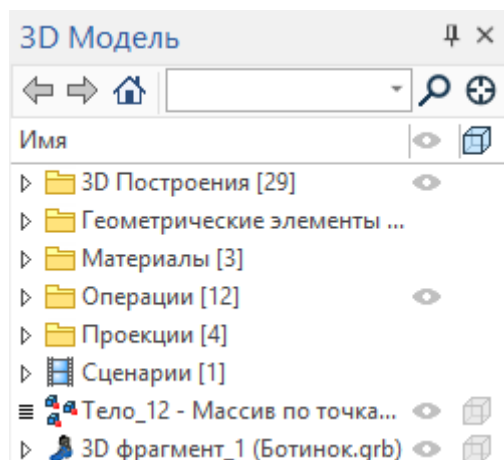 3D Модель
Имя
3D Построения [29]
Геометрические элементы ...
Материалы [3]
Операции [12]
Проекции [4]
Сценарии [1]
Тело_12 - Массив по точка...
3D фрагмент_1 (Ботинок.grb)